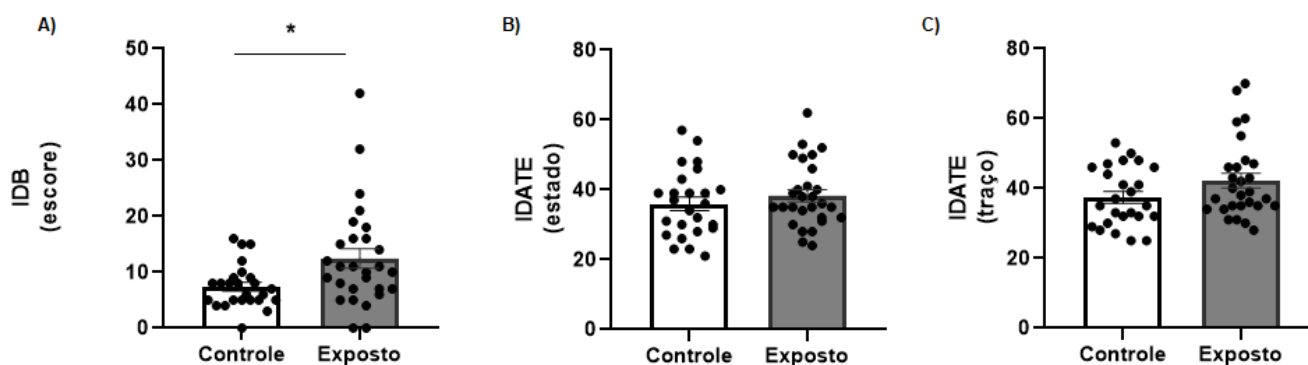 A)
*
50
40
30
20
10
0
IDB
(escore)
Controle Exposto
B)
80
60
40
20
0
IDATE
(estado)
Controle Exposto
C)
80
60
40
20
0
IDATE
(traço)
Controle Exposto